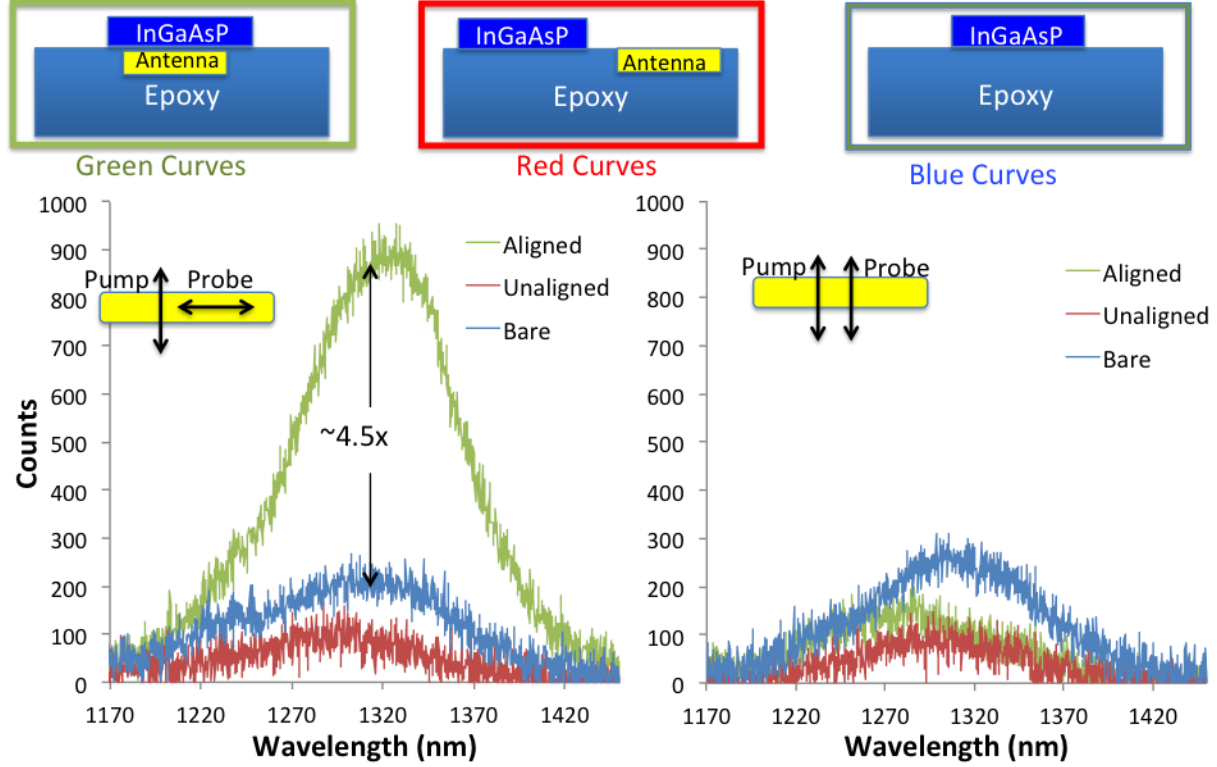 InGaAsP
Antenna
Epoxy
InGaAsP
Antenna
Epoxy
InGaAsP
Epoxy
Green Curves
Red Curves
Blue Curves
1000
900
800
700
600
500
400
300
200
100
0
Counts
Pump
Probe
Aligned
Unaligned
Bare
~4.5x
1170
1220
1270
1320
1370
1420
Wavelength (nm)
1000
900
800
700
600
500
400
300
200
100
0
Pump
Probe
Aligned
Unaligned
Bare
1170
1220
1270
1320
1370
1420
Wavelength (nm)